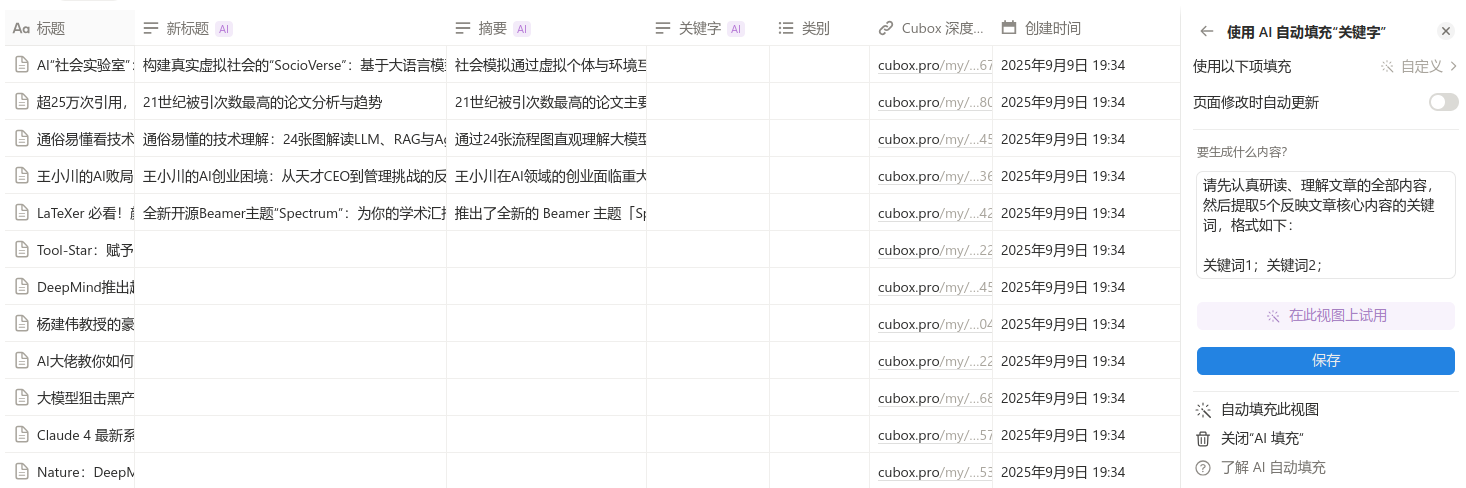 标题 新标题 AI 摘要 AI 关键字 AI 类别 Cubox 深度... 创建时间
AI“社会实验室”: 构建真实虚拟社会的“SocioVerse”：基于大语言模 社会模拟通过虚拟个体与环境互 cubox.pro/my/...67 2025年9月9日 19:34
超25万次引用， 21世纪被引次数最高的论文分析与趋势 21世纪被引次数最高的论文主要 cubox.pro/my/...80 2025年9月9日 19:34
通俗易懂看技术 通俗易懂的技术理解：24张图解读LLM、RAG与Ag 通过24张流程图直观理解大模型 cubox.pro/my/...45 2025年9月9日 19:34
王小川的AI败局 王小川的AI创业困境：从天才CEO到管理挑战的反 王小川在AI领域的创业面临重大 cubox.pro/my/...36 2025年9月9日 19:34
LaTeXer 必看！ 全新开源Beamer主题“Spectrum”：为你的学术汇报 推出了全新的 Beamer 主题「Sp cubox.pro/my/...42 2025年9月9日 19:34
Tool-Star：赋予 cubox.pro/my/...22 2025年9月9日 19:34
DeepMind推出超 cubox.pro/my/...45 2025年9月9日 19:34
杨建伟教授的豪 cubox.pro/my/...04 2025年9月9日 19:34
AI大佬教你如何 cubox.pro/my/...22 2025年9月9日 19:34
大模型狙击黑产 cubox.pro/my/...68 2025年9月9日 19:34
Claude 4 最新系 cubox.pro/my/...57 2025年9月9日 19:34
Nature：DeepM cubox.pro/my/...53 2025年9月9日 19:34
使用 AI 自动填充“关键字”
使用以下项填充 自定义
页面修改时自动更新
要生成什么内容?
请先认真研读、理解文章的全部内容，
然后提取5个反映文章核心内容的关键
词，格式如下：
关键词1；关键词2；
在此视图上试用
保存
自动填充此视图
关闭“AI 填充”
了解 AI 自动填充